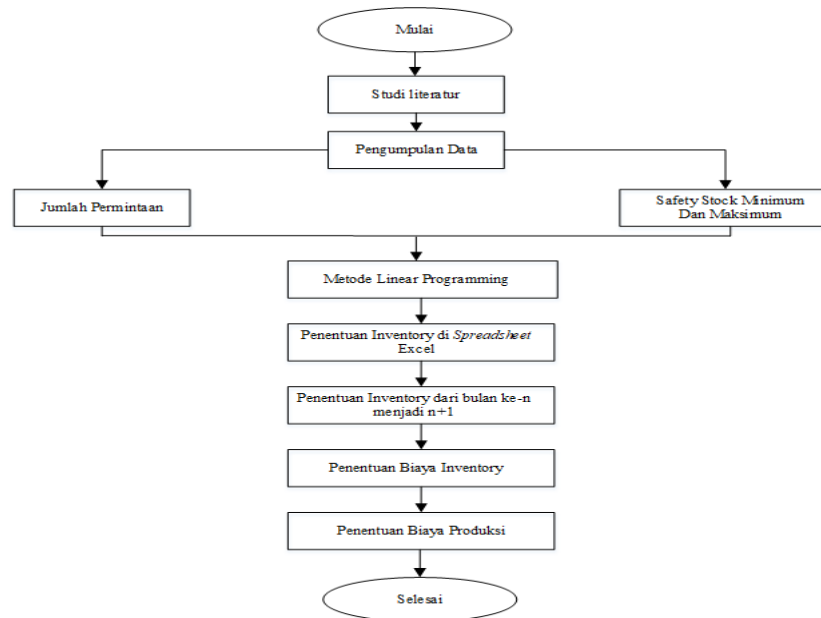 Mulai
Studi literatur
Pengumpulan Data
Jumlah Permintaan
Safety Stock Minimum
Dan Maksimum
Metode Linear Programming
Penentuan Inventory di Spreadsheet
Excel
Penentuan Inventory dari bulan ke-n
menjadi n+1
Penentuan Biaya Inventory
Penentuan Biaya Produksi
Selesai